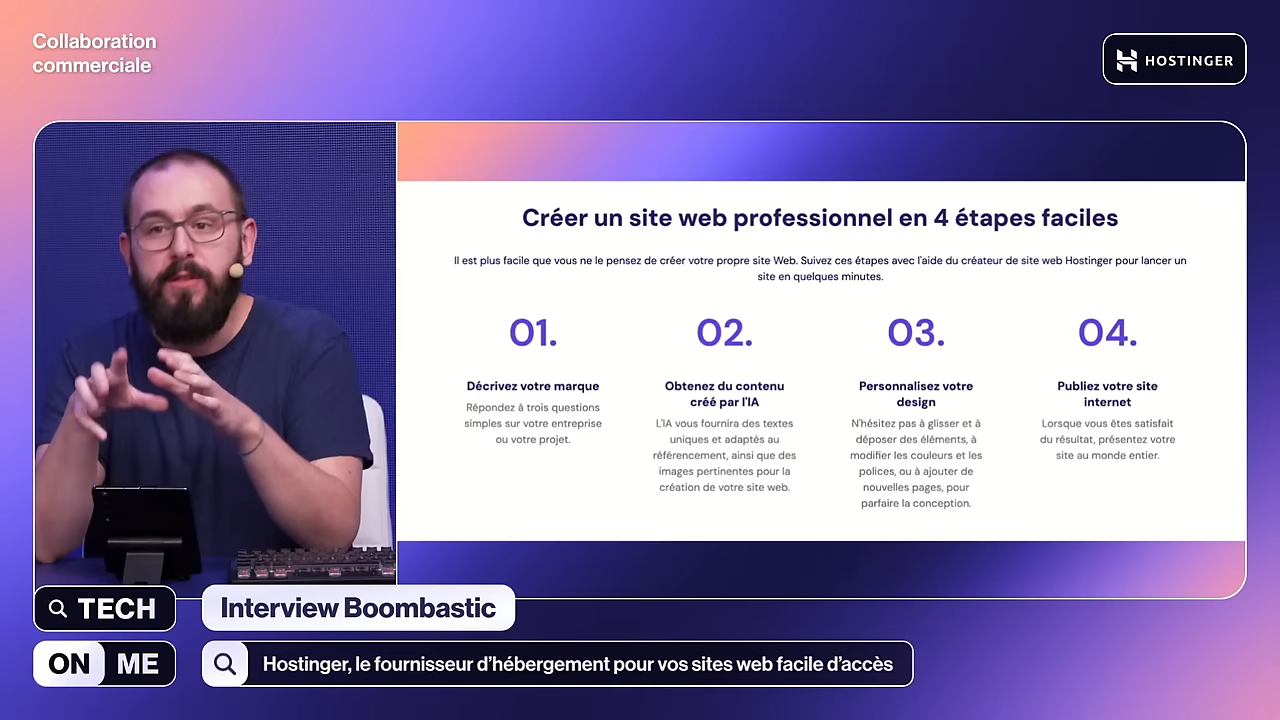 Collaboration
commerciale
HOSTINGER
Créer un site web professionnel en 4 étapes faciles
Il est plus facile que vous ne le pensez de créer votre propre site Web. Suivez ces étapes avec l'aide du créateur de site web Hostinger pour lancer un
site en quelques minutes.
01.
Décrivez votre marque
Répondez à trois questions
simples sur votre entreprise
ou votre projet.
02.
Obtenez du contenu
créé par l'IA
L'IA vous fournira des textes
uniques et adaptés au
référencement, ainsi que des
images pertinentes pour la
création de votre site web.
03.
Personnalisez votre
design
N'hésitez pas à glisser et à
déposer des éléments, à
modifier les couleurs et les
polices, ou à ajouter de
nouvelles pages, pour
parfaire la conception.
04.
Publiez votre site
internet
Lorsque vous êtes satisfait
du résultat, présentez votre
site au monde entier.
TECH
ON ME
Interview Boombastic
Hostinger, le fournisseur d’hébergement pour vos sites web facile d’accès